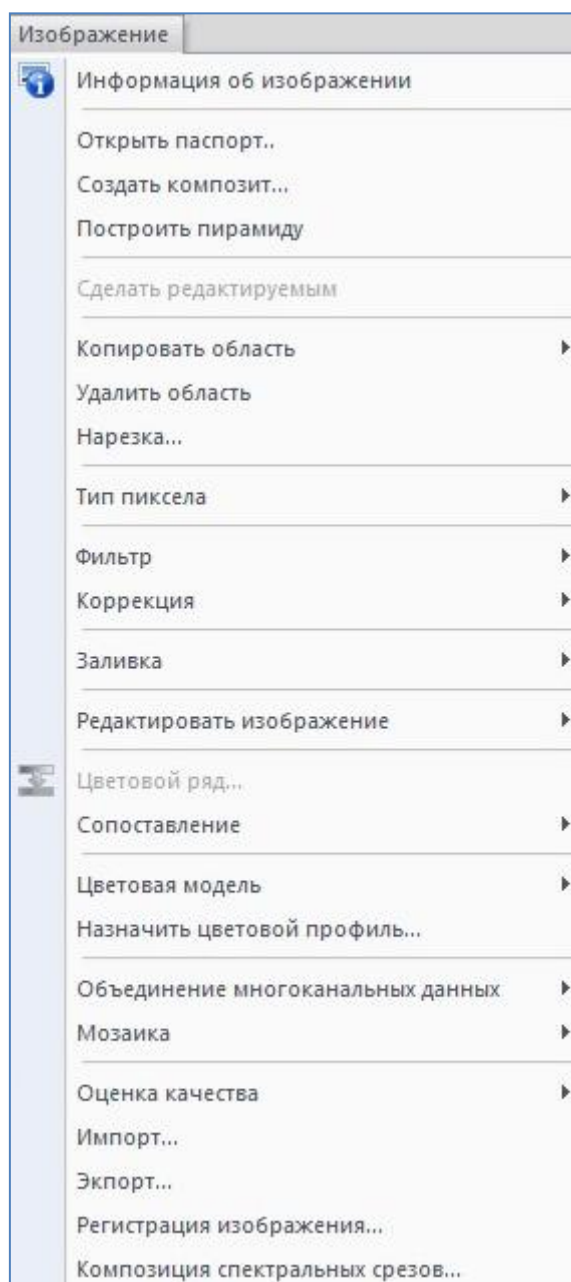 Изображение
Информация об изображении
Открыть паспорт..
Создать композит...
Построить пирамиду
Сделать редактируемым
Копировать область
Удалить область
Нарезка...
Тип пиксела
Фильтр
Коррекция
Заливка
Редактировать изображение
Цветовой ряд...
Сопоставление
Цветовая модель
Назначить цветовой профиль...
Объединение многоканальных данных
Мозаика
Оценка качества
Импорт...
Экпорт...
Регистрация изображения...
Композиция спектральных срезов...